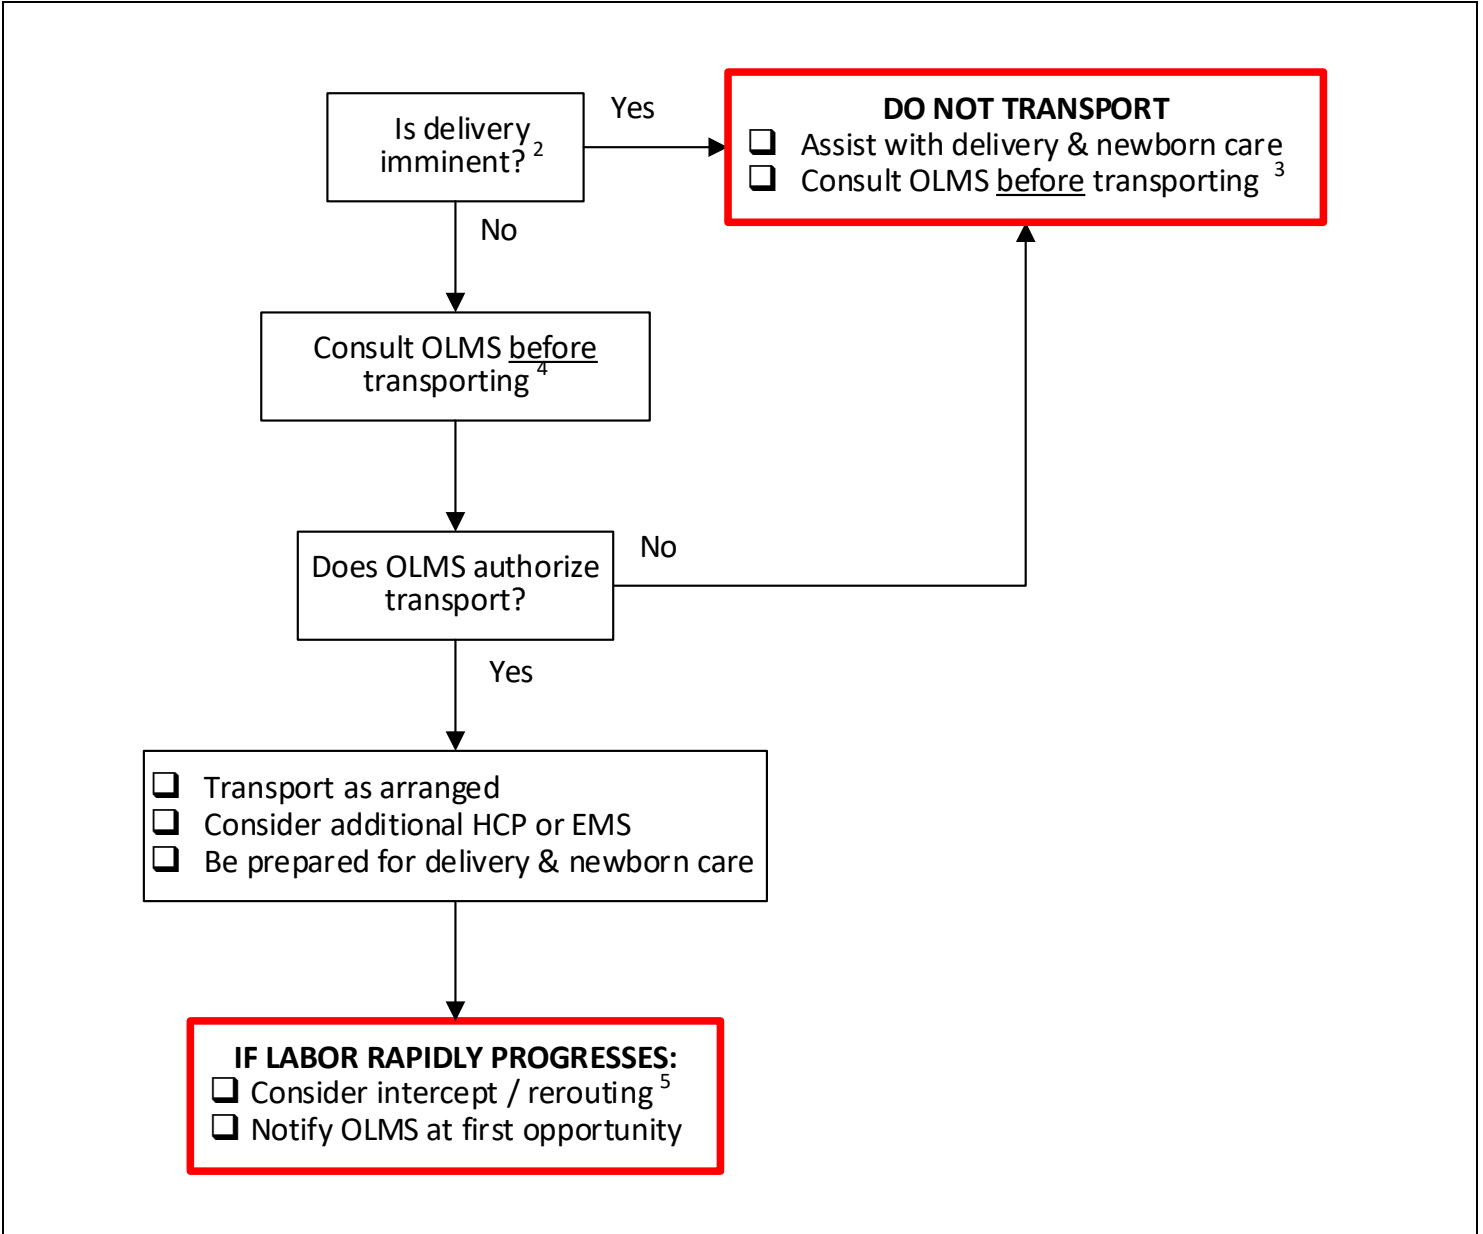 Is delivery
imminent? 2
Yes
DO NOT TRANSPORT
❑ Assist with delivery & newborn care
❑ Consult OLMS before transporting 3
No
Consult OLMS before
transporting 4
Does OLMS authorize
transport?
No
Yes
❑ Transport as arranged
❑ Consider additional HCP or EMS
❑ Be prepared for delivery & newborn care
IF LABOR RAPIDLY PROGRESSES:
❑ Consider intercept / rerouting 5
❑ Notify OLMS at first opportunity